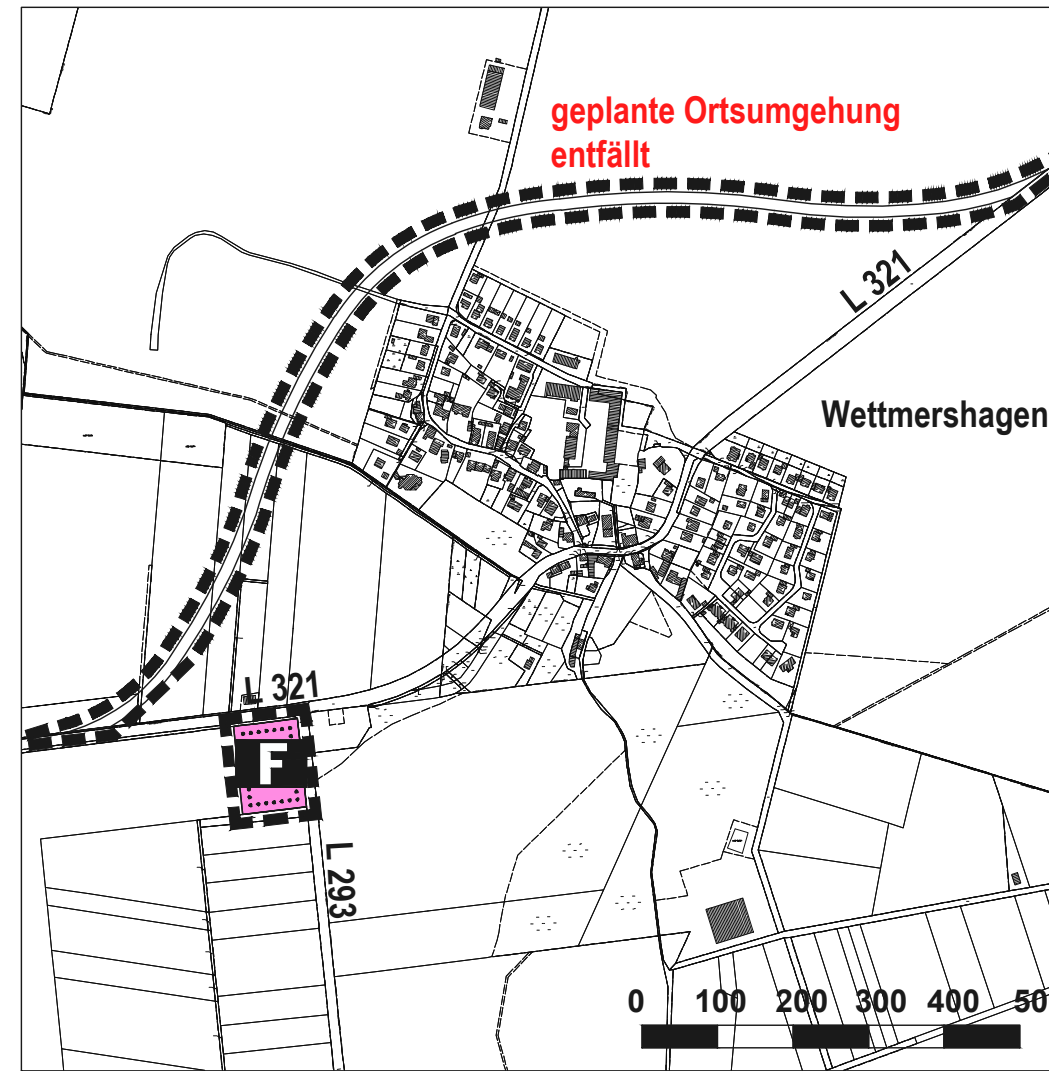 geplante Ortsumgehung
entfällt
L 321
Wettmershagen
L 321
F
L 293
0 100 200 300 400 50